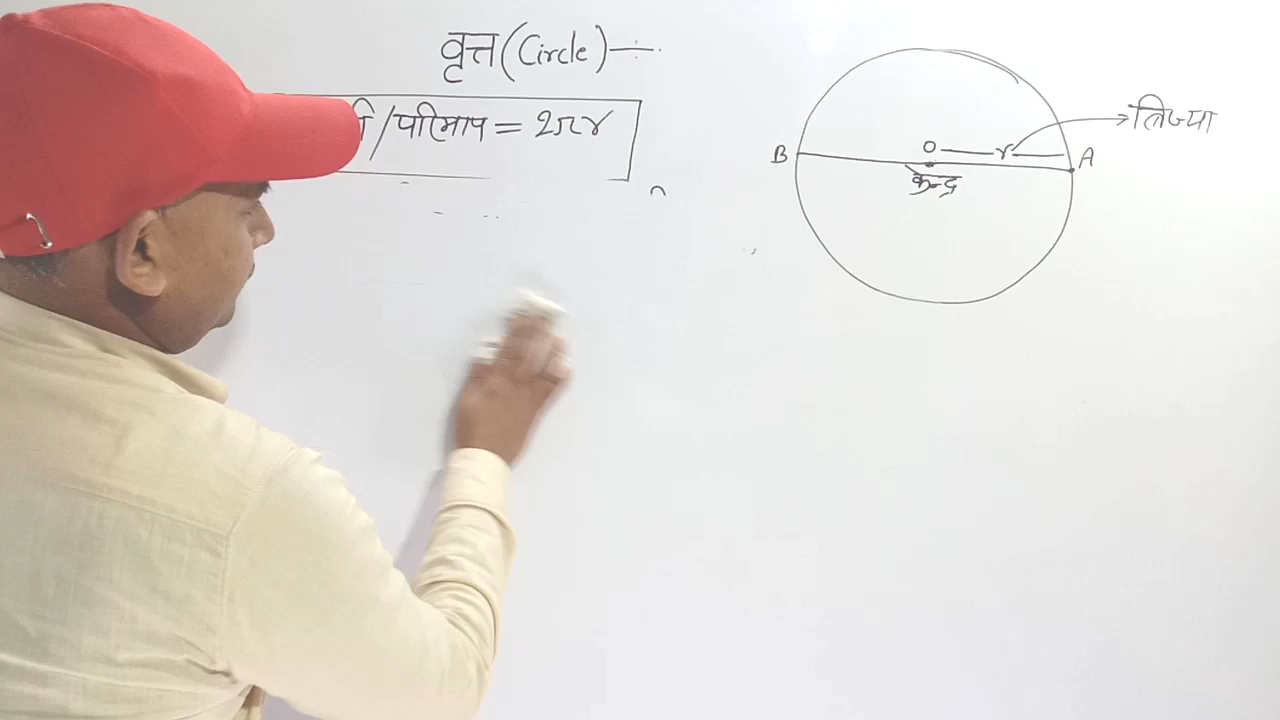 वृत्त (Circle)
/परिमाप = 2πr
B
O
r
A
त्रिज्या
केन्द्र